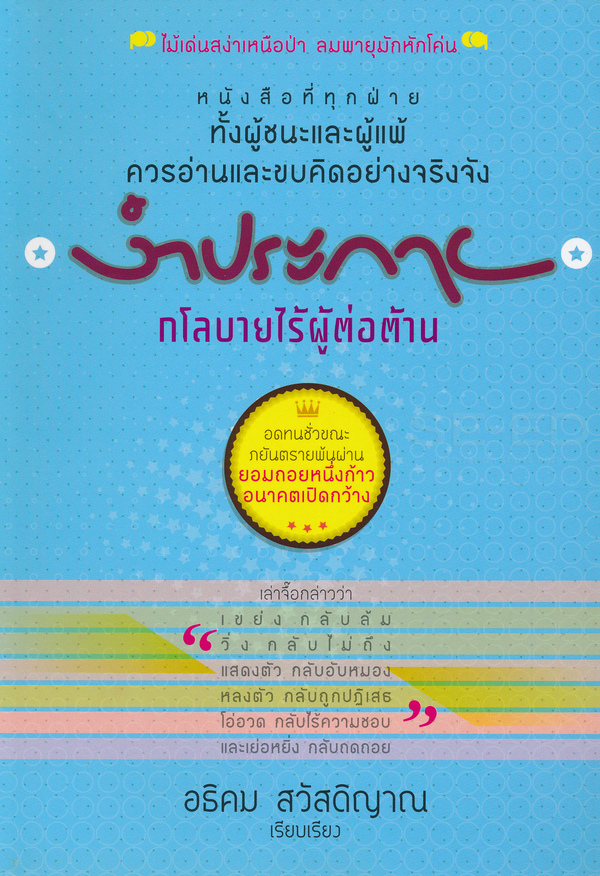 ไม้เด่นสง่าเหนือป่า ลมพายุมักหักโค่น
หนังสือที่ทุกฝ่าย
ทั้งผู้ชนะและผู้แพ้
ควรอ่านและขบคิดอย่างจริงจัง
งำประกาย
กโลบายไร้ผู้ต่อต้าน
อดทนชั่วขณะ
ภยันตรายพ้นผ่าน
ยอมถอยหนึ่งก้าว
อนาคตเปิดกว้าง
เล่าจื๊อกล่าวว่า
“เขย่ง กลับล้ม
วิ่ง กลับไม่ถึง
แสดงตัว กลับอับหมอง
หลงตัว กลับถูกปฏิเสธ
โอ่อวด กลับไร้ความชอบ
และเย่อหยิ่ง กลับถดถอย”
อธิคม สวัสดิญาณ
เรียบเรียง